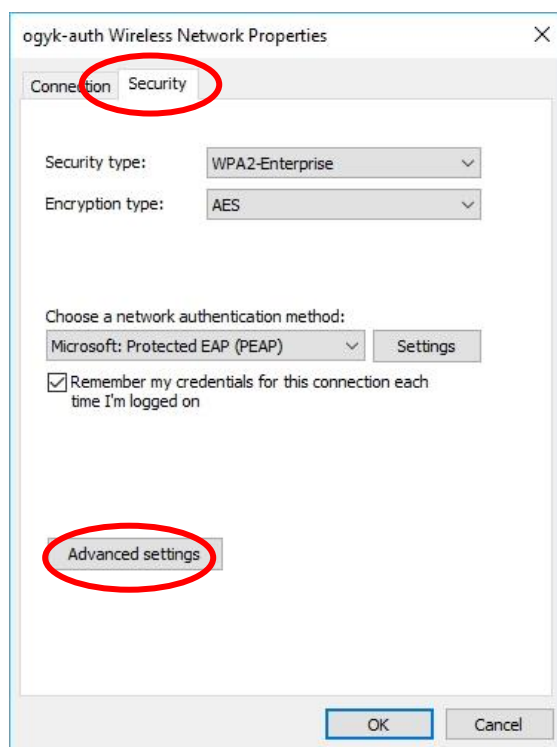 ogyk-auth Wireless Network Properties
Connection Security
Security type: WPA2-Enterprise
Encryption type: AES
Choose a network authentication method:
Microsoft: Protected EAP (PEAP) Settings
Remember my credentials for this connection each
time I'm logged on
Advanced settings
OK Cancel